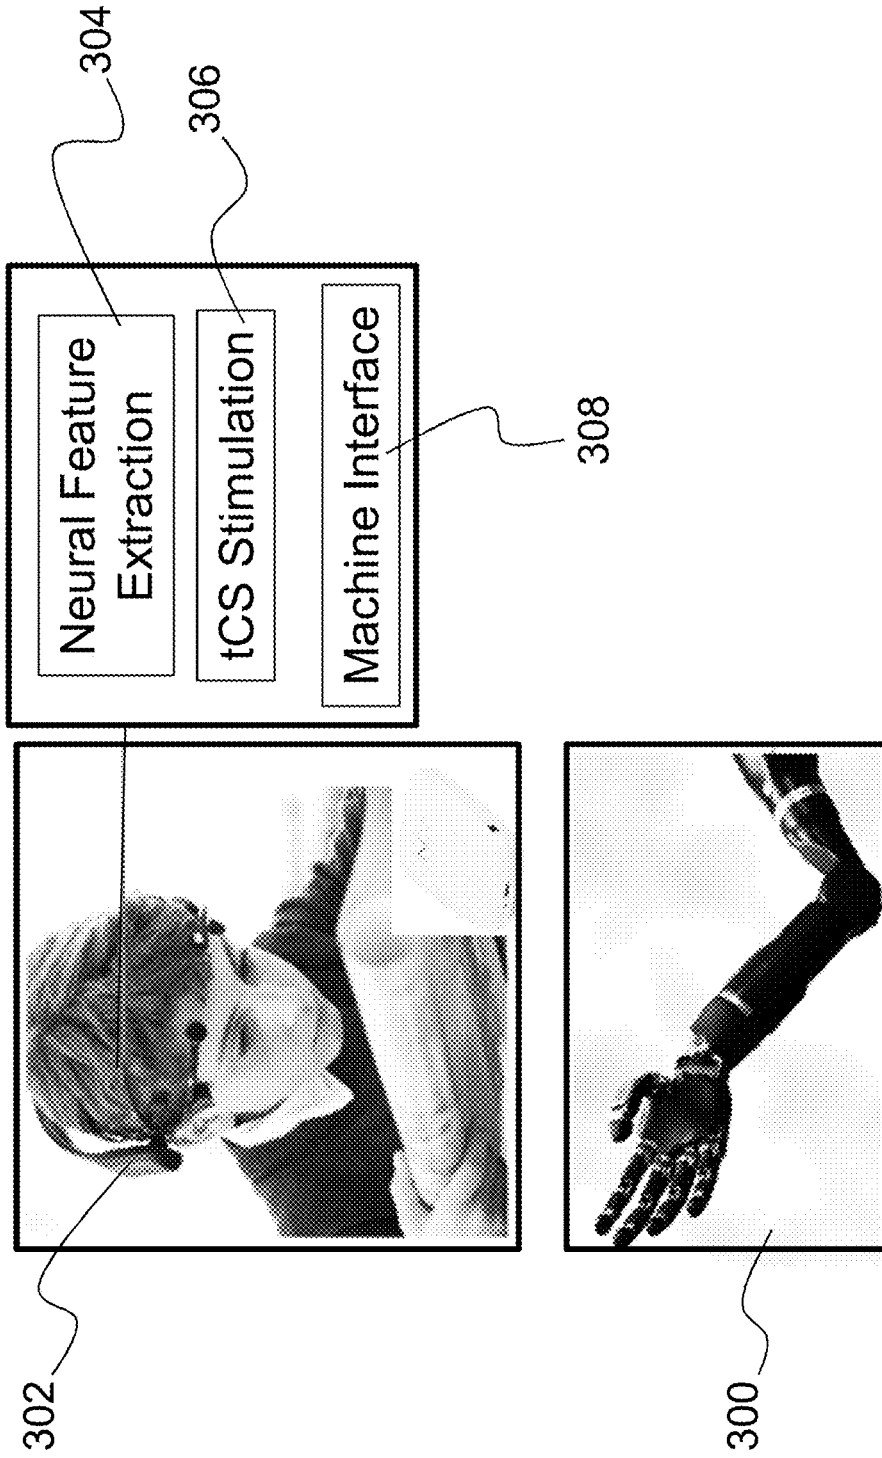 304
306
Neural Feature
Extraction
tCS Stimulation
Machine Interface
308
302
300